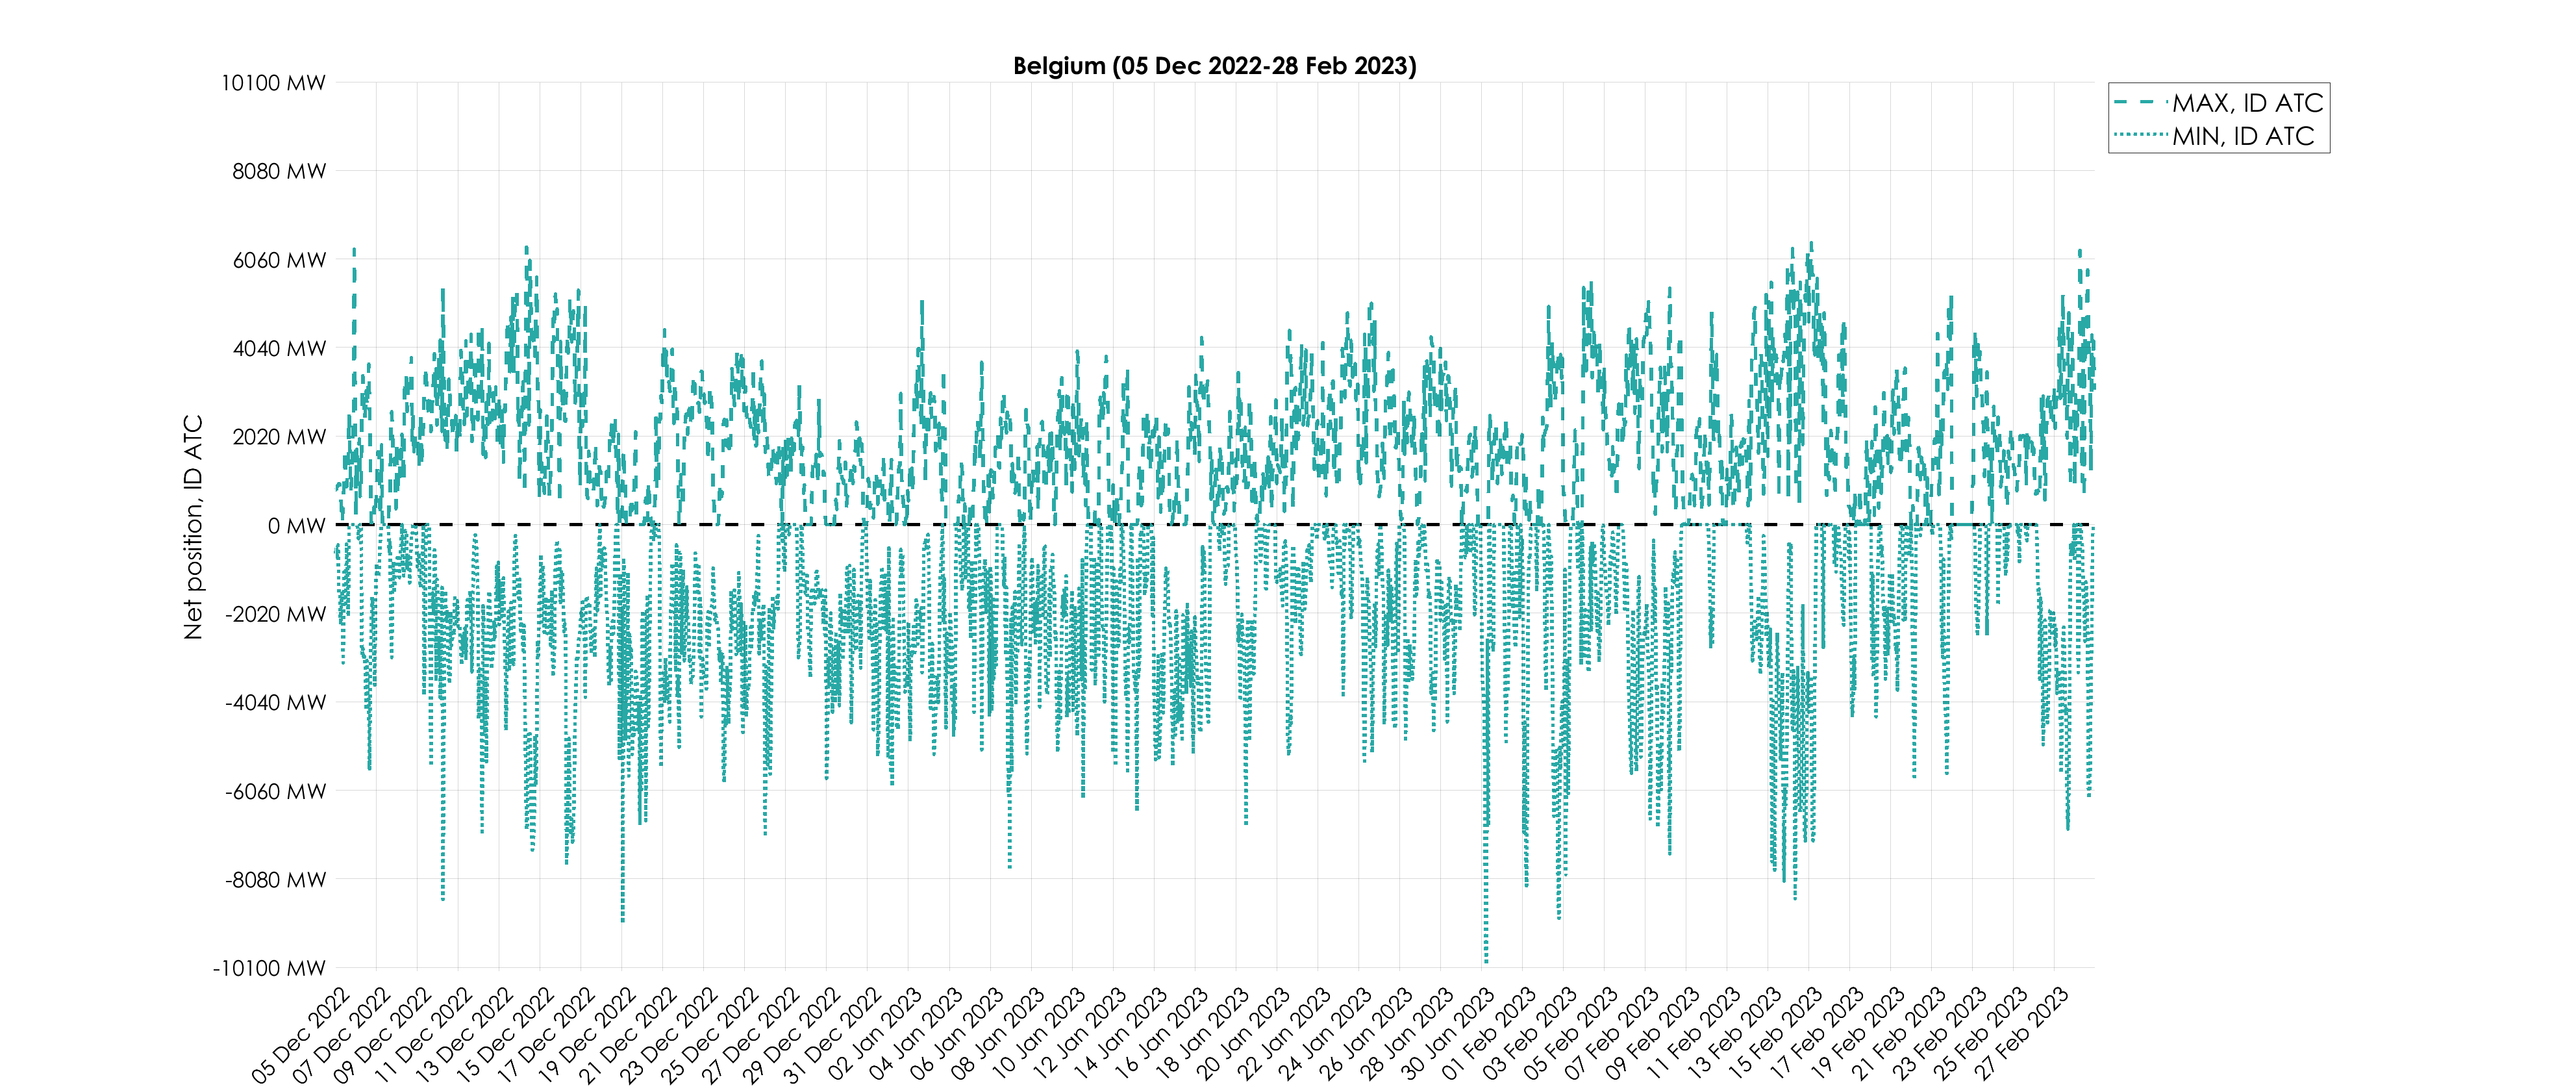 Belgium (05 Dec 2022-28 Feb 2023)
10100 MW
8080 MW
6060 MW
4040 MW
2020 MW
0 MW
-2020 MW
-4040 MW
-6060 MW
-8080 MW
-10100 MW
Net position, ID ATC
MAX, ID ATC
MIN, ID ATC
05 Dec 2022
07 Dec 2022
09 Dec 2022
11 Dec 2022
13 Dec 2022
15 Dec 2022
17 Dec 2022
19 Dec 2022
21 Dec 2022
23 Dec 2022
25 Dec 2022
27 Dec 2022
29 Dec 2022
31 Dec 2022
02 Jan 2023
04 Jan 2023
06 Jan 2023
08 Jan 2023
10 Jan 2023
12 Jan 2023
14 Jan 2023
16 Jan 2023
18 Jan 2023
20 Jan 2023
22 Jan 2023
24 Jan 2023
26 Jan 2023
28 Jan 2023
30 Jan 2023
01 Feb 2023
03 Feb 2023
05 Feb 2023
07 Feb 2023
09 Feb 2023
11 Feb 2023
13 Feb 2023
15 Feb 2023
17 Feb 2023
19 Feb 2023
21 Feb 2023
23 Feb 2023
25 Feb 2023
27 Feb 2023